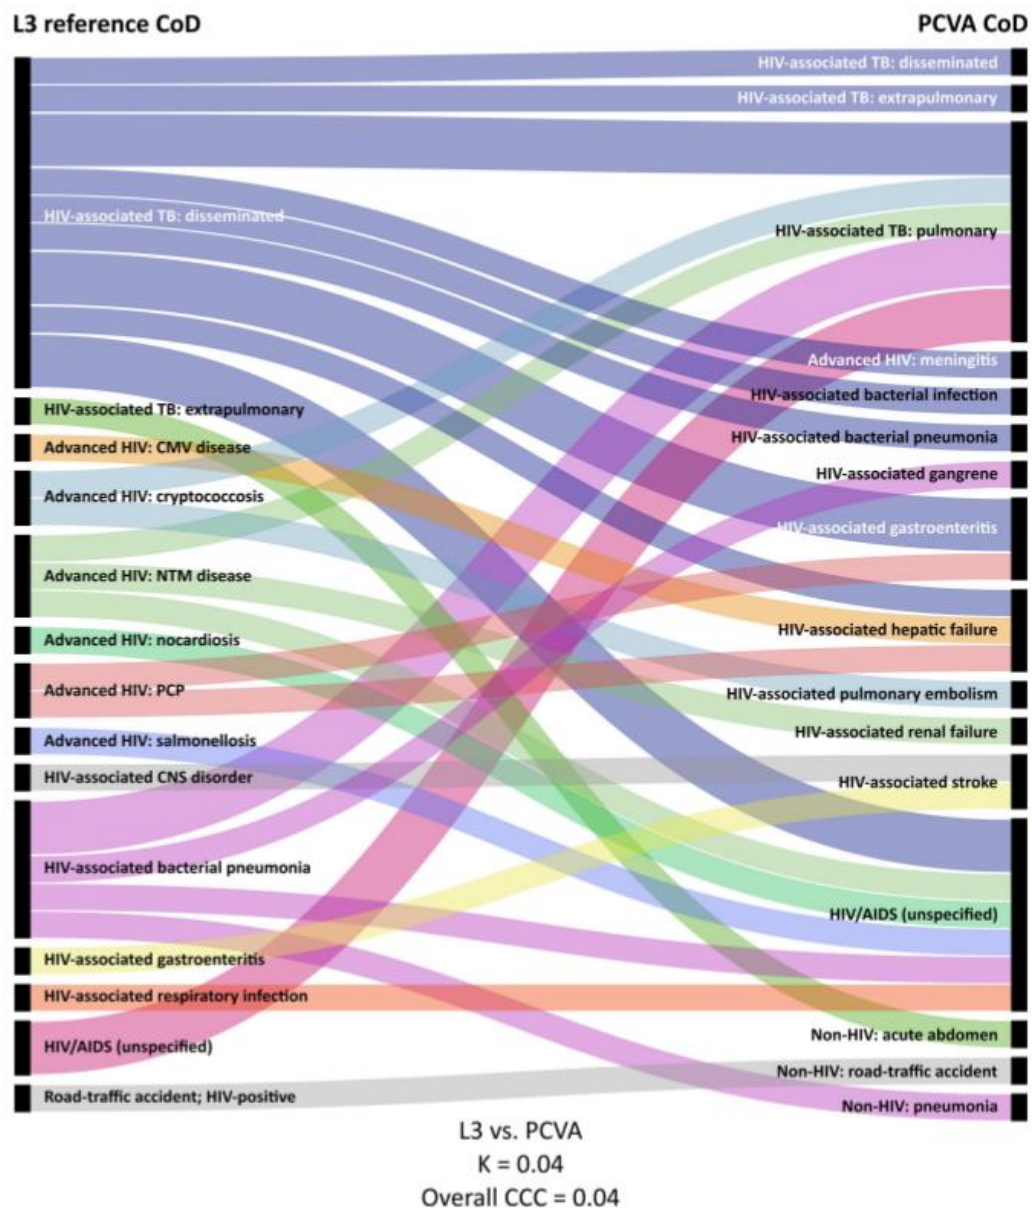 L3 reference CoD
PCVA CoD
HIV-associated TB: disseminated
HIV-associated TB: extrapulmonary
HIV-associated TB: disseminated
HIV-associated TB: pulmonary
Advanced HIV: meningitis
HIV-associated bacterial infection
HIV-associated TB: extrapulmonary
HIV-associated bacterial pneumonia
Advanced HIV: CMV disease
HIV-associated gangrene
Advanced HIV: cryptococcosis
HIV-associated gastroenteritis
Advanced HIV: NTM disease
HIV-associated hepatic failure
Advanced HIV: nocardiosis
Advanced HIV: PCP
HIV-associated pulmonary embolism
HIV-associated renal failure
Advanced HIV: salmonellosis
HIV-associated CNS disorder
HIV-associated stroke
HIV-associated bacterial pneumonia
HIV/AIDS (unspecified)
HIV-associated gastroenteritis
HIV-associated respiratory infection
Non-HIV: acute abdomen
HIV/AIDS (unspecified)
Non-HIV: road-traffic accident
Road-traffic accident; HIV-positive
Non-HIV: pneumonia
L3 vs. PCVA
K = 0.04
Overall CCC = 0.04